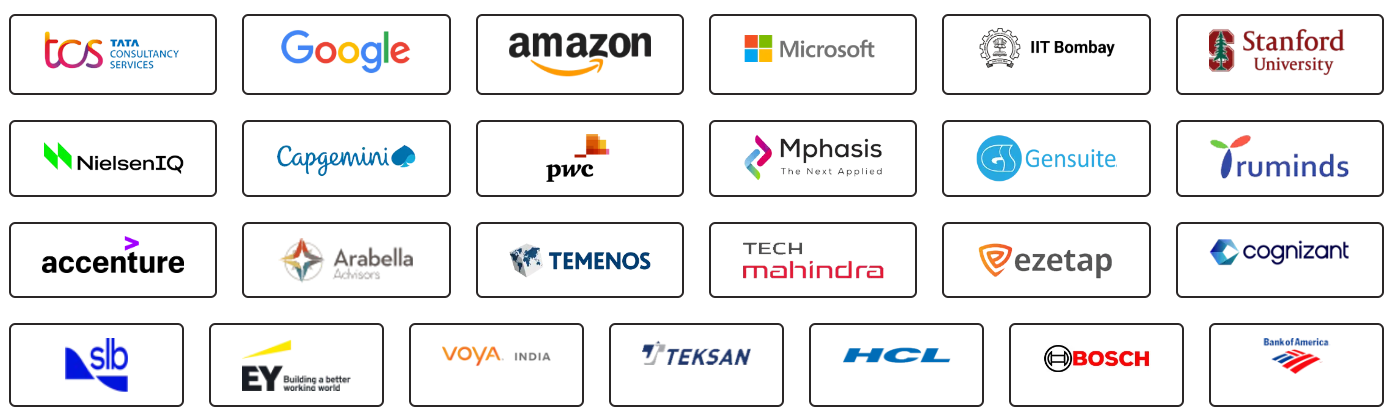 tcs TATA
CONSULTANCY
SERVICES
Google
amazon
Microsoft
IIT Bombay
Stanford
University
NielsenIQ
Capgemini
pwc
Mphasis
The Next Applied
GS Gensuite
Truminds
accenture
Arabella
Advisors
TEMENOS
TECH
mahindra
ezetap
cognizant
slb
EY Building a better
working world
VOYA INDIA
TEKSAN
HCL
BOSCH
Bank of America